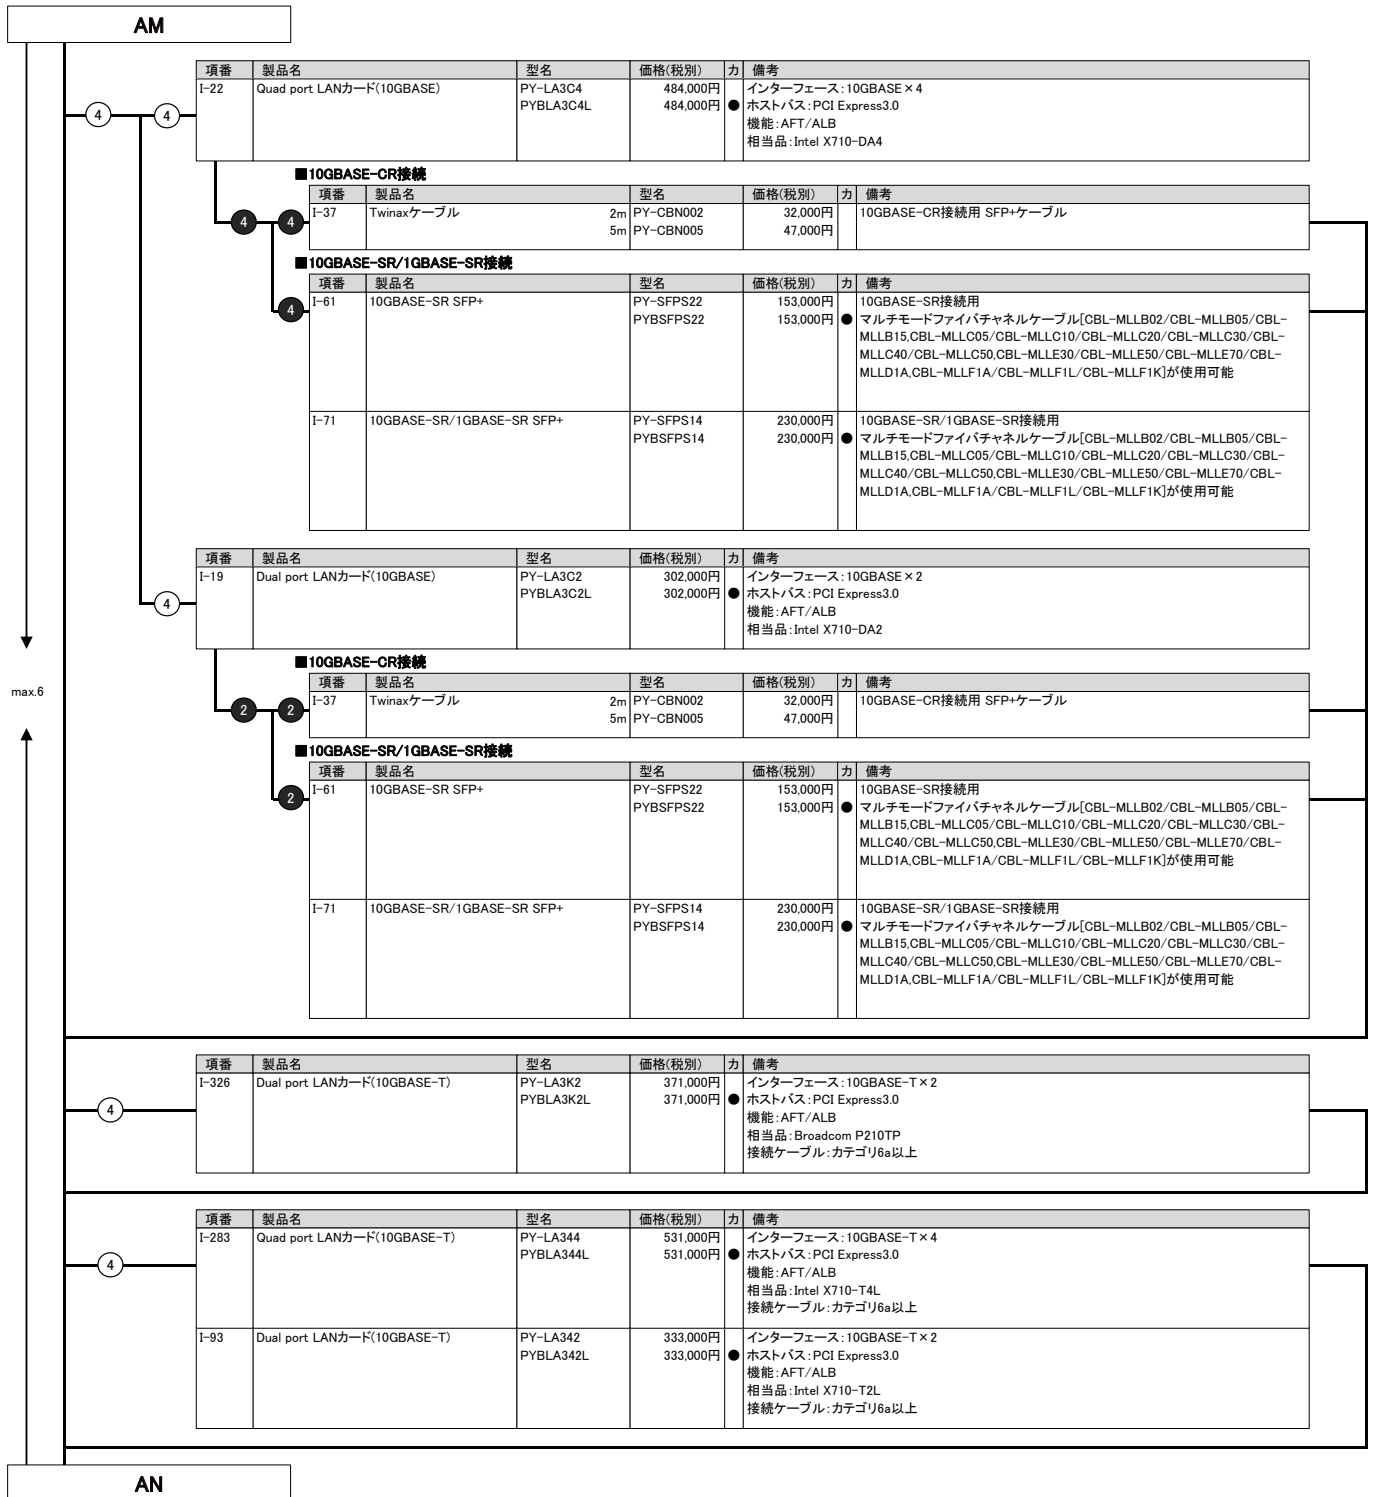 AM
項番 製品名 型名 価格(税別) カ 備考
I-22 Quad port LANカード(10GBASE) PY-LA3C4 484,000円 インターフェース:10GBASE×4
PYBLA3C4L 484,000円 ● ホストバス:PCI Express3.0
機能:AFT/ALB
相当品:Intel X710-DA4
4 4
■10GBASE-CR接続
項番 製品名 型名 価格(税別) カ 備考
I-37 Twinaxケーブル 2m PY-CBN002 32,000円 10GBASE-CR接続用 SFP+ケーブル
5m PY-CBN005 47,000円
4 4
■10GBASE-SR/1GBASE-SR接続
項番 製品名 型名 価格(税別) カ 備考
I-61 10GBASE-SR SFP+ PY-SFPS22 153,000円 10GBASE-SR接続用
PYBSFPS22 153,000円 ● マルチモードファイバチャネルケーブル[CBL-MLLB02/CBL-MLLB05/CBL-
MLLB15,CBL-MLLC05/CBL-MLLC10/CBL-MLLC20/CBL-MLLC30/CBL-
MLLC40/CBL-MLLC50,CBL-MLLE30/CBL-MLLE50/CBL-MLLE70/CBL-
MLLD1A,CBL-MLLF1A/CBL-MLLF1L/CBL-MLLF1K]が使用可能
4
I-71 10GBASE-SR/1GBASE-SR SFP+ PY-SFPS14 230,000円 10GBASE-SR/1GBASE-SR接続用
PYBSFPS14 230,000円 ● マルチモードファイバチャネルケーブル[CBL-MLLB02/CBL-MLLB05/CBL-
MLLB15,CBL-MLLC05/CBL-MLLC10/CBL-MLLC20/CBL-MLLC30/CBL-
MLLC40/CBL-MLLC50,CBL-MLLE30/CBL-MLLE50/CBL-MLLE70/CBL-
MLLD1A,CBL-MLLF1A/CBL-MLLF1L/CBL-MLLF1K]が使用可能
項番 製品名 型名 価格(税別) カ 備考
I-19 Dual port LANカード(10GBASE) PY-LA3C2 302,000円 インターフェース:10GBASE×2
PYBLA3C2L 302,000円 ● ホストバス:PCI Express3.0
機能:AFT/ALB
相当品:Intel X710-DA2
4
max.6
■10GBASE-CR接続
項番 製品名 型名 価格(税別) カ 備考
I-37 Twinaxケーブル 2m PY-CBN002 32,000円 10GBASE-CR接続用 SFP+ケーブル
5m PY-CBN005 47,000円
2 2
■10GBASE-SR/1GBASE-SR接続
項番 製品名 型名 価格(税別) カ 備考
I-61 10GBASE-SR SFP+ PY-SFPS22 153,000円 10GBASE-SR接続用
PYBSFPS22 153,000円 ● マルチモードファイバチャネルケーブル[CBL-MLLB02/CBL-MLLB05/CBL-
MLLB15,CBL-MLLC05/CBL-MLLC10/CBL-MLLC20/CBL-MLLC30/CBL-
MLLC40/CBL-MLLC50,CBL-MLLE30/CBL-MLLE50/CBL-MLLE70/CBL-
MLLD1A,CBL-MLLF1A/CBL-MLLF1L/CBL-MLLF1K]が使用可能
2
I-71 10GBASE-SR/1GBASE-SR SFP+ PY-SFPS14 230,000円 10GBASE-SR/1GBASE-SR接続用
PYBSFPS14 230,000円 ● マルチモードファイバチャネルケーブル[CBL-MLLB02/CBL-MLLB05/CBL-
MLLB15,CBL-MLLC05/CBL-MLLC10/CBL-MLLC20/CBL-MLLC30/CBL-
MLLC40/CBL-MLLC50,CBL-MLLE30/CBL-MLLE50/CBL-MLLE70/CBL-
MLLD1A,CBL-MLLF1A/CBL-MLLF1L/CBL-MLLF1K]が使用可能
項番 製品名 型名 価格(税別) カ 備考
I-326 Dual port LANカード(10GBASE-T) PY-LA3K2 371,000円 インターフェース:10GBASE-T×2
PYBLA3K2L 371,000円 ● ホストバス:PCI Express3.0
機能:AFT/ALB
相当品:Broadcom P210TP
接続ケーブル:カテゴリ6a以上
4
項番 製品名 型名 価格(税別) カ 備考
I-283 Quad port LANカード(10GBASE-T) PY-LA344 531,000円 インターフェース:10GBASE-T×4
PYBLA344L 531,000円 ● ホストバス:PCI Express3.0
機能:AFT/ALB
相当品:Intel X710-T4L
接続ケーブル:カテゴリ6a以上
4
I-93 Dual port LANカード(10GBASE-T) PY-LA342 333,000円 インターフェース:10GBASE-T×2
PYBLA342L 333,000円 ● ホストバス:PCI Express3.0
機能:AFT/ALB
相当品:Intel X710-T2L
接続ケーブル:カテゴリ6a以上
AN